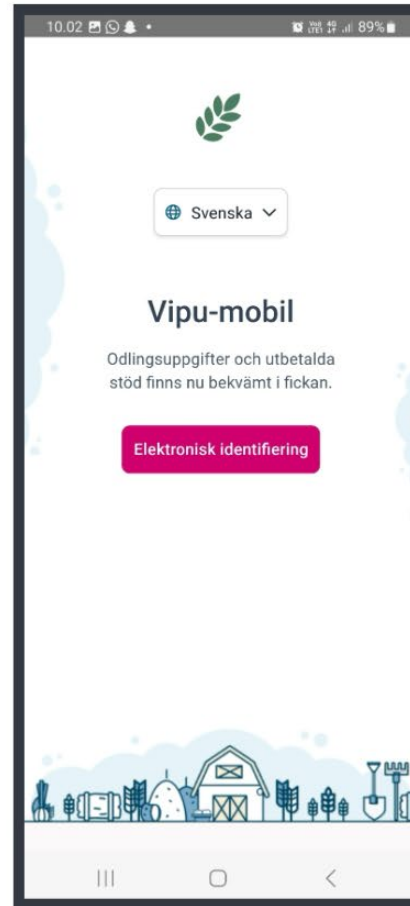 10.02 89%
Svenska
Vipu-mobil
Odlingsuppgifter och utbetalda
stöd finns nu bekvämt i fickan.
Elektronisk identifiering